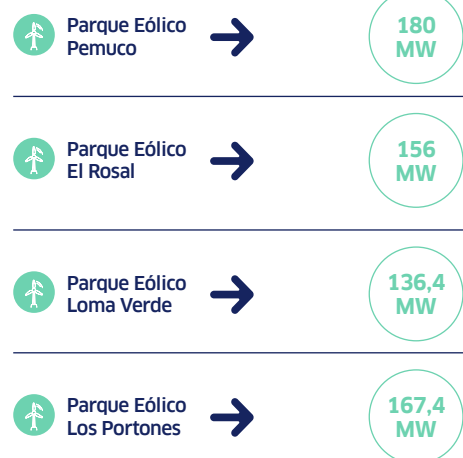 Parque Eólico
Pemuco
180
MW
Parque Eólico
El Rosal
156
MW
Parque Eólico
Loma Verde
136,4
MW
Parque Eólico
Los Portones
167,4
MW